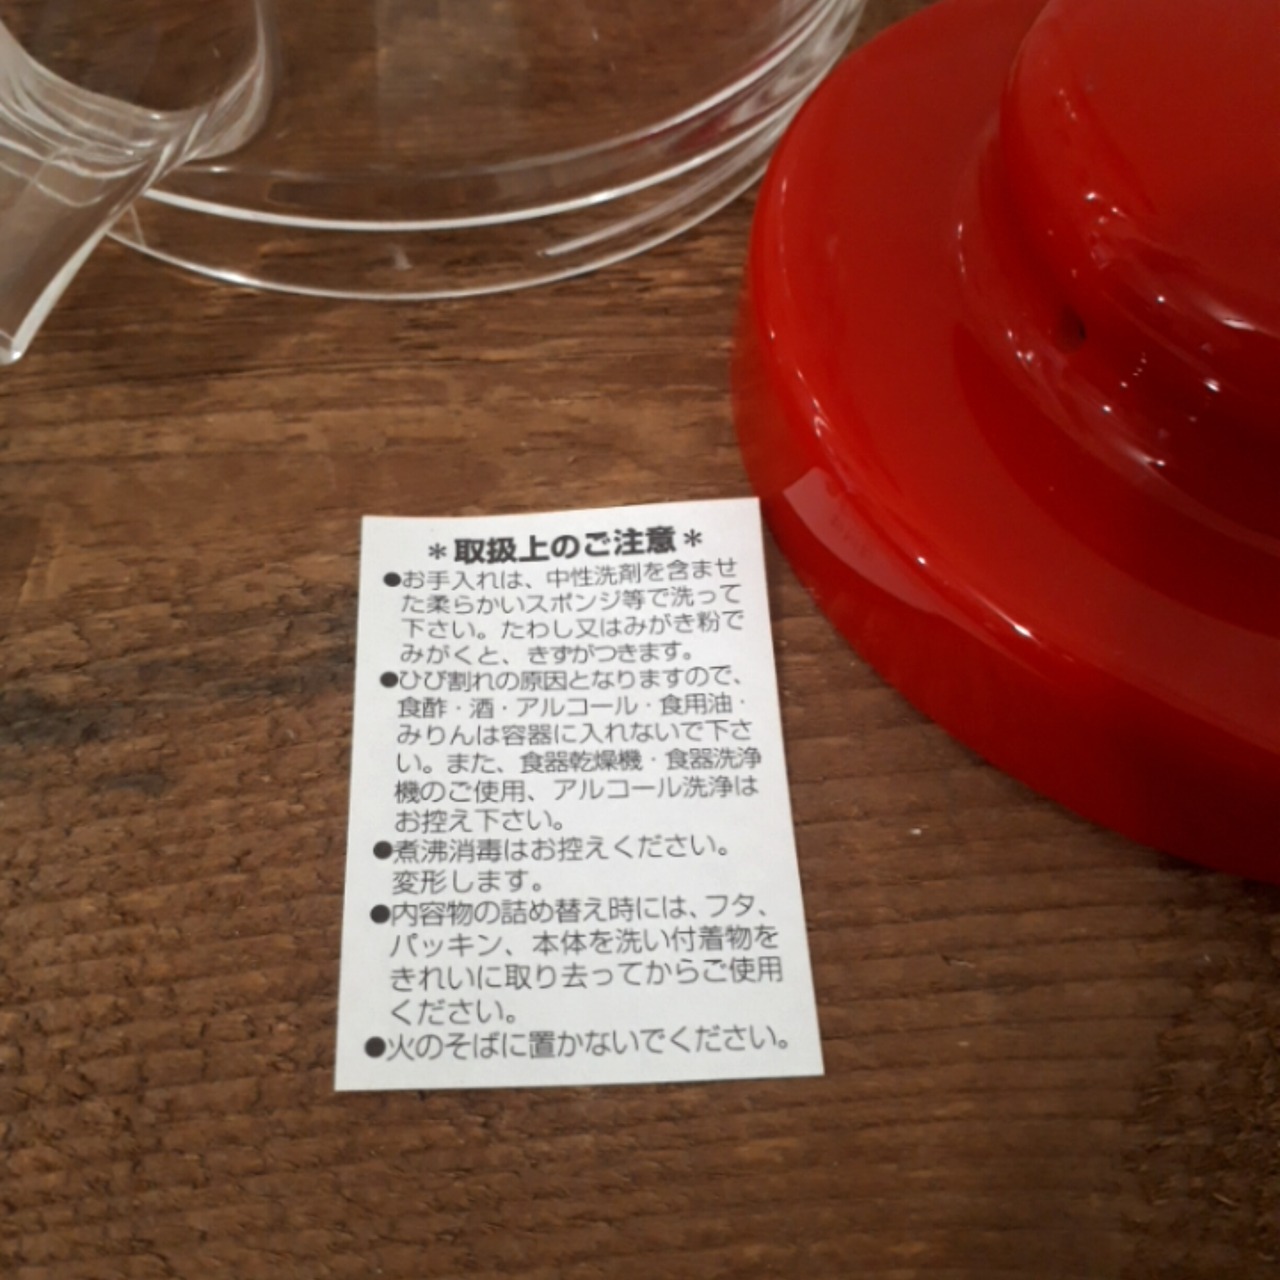 ＊取扱上のご注意＊
●お手入れは、中性洗剤を含ませ
た柔らかいスポンジ等で洗って
下さい。たわし又はみがき粉で
みがくと、きずがつきます。
●ひび割れの原因となりますので、
食酢・酒・アルコール・食用油・
みりんは容器に入れないで下さ
い。また、食器乾燥機・食器洗浄
機のご使用、アルコール洗浄は
お控え下さい。
●煮沸消毒はお控えください。
変形します。
●内容物の詰め替え時には、フタ、
パッキン、本体を洗い付着物を
きれいに取り去ってからご使用
ください。
●火のそばに置かないでください。